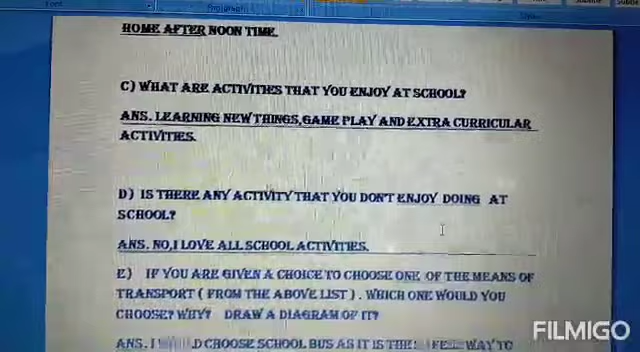 Font Paragraph Styles
HOME AFTER NOON TIME.
C) WHAT ARE ACTIVITIES THAT YOU ENJOY AT SCHOOL?
ANS. LEARNING NEW THINGS,GAME PLAY AND EXTRA CURRICULAR
ACTIVITIES.
D) IS THERE ANY ACTIVITY THAT YOU DON'T ENJOY DOING AT
SCHOOL?
ANS. NO,I LOVE ALL SCHOOL ACTIVITIES.
E) IF YOU ARE GIVEN A CHOICE TO CHOOSE ONE OF THE MEANS OF
TRANSPORT ( FROM THE ABOVE LIST ) . WHICH ONE WOULD YOU
CHOOSE? WHY? DRAW A DIAGRAM OF IT?
ANS. I CHOOSE SCHOOL BUS AS IT IS THE WAY TO
FILMIGO